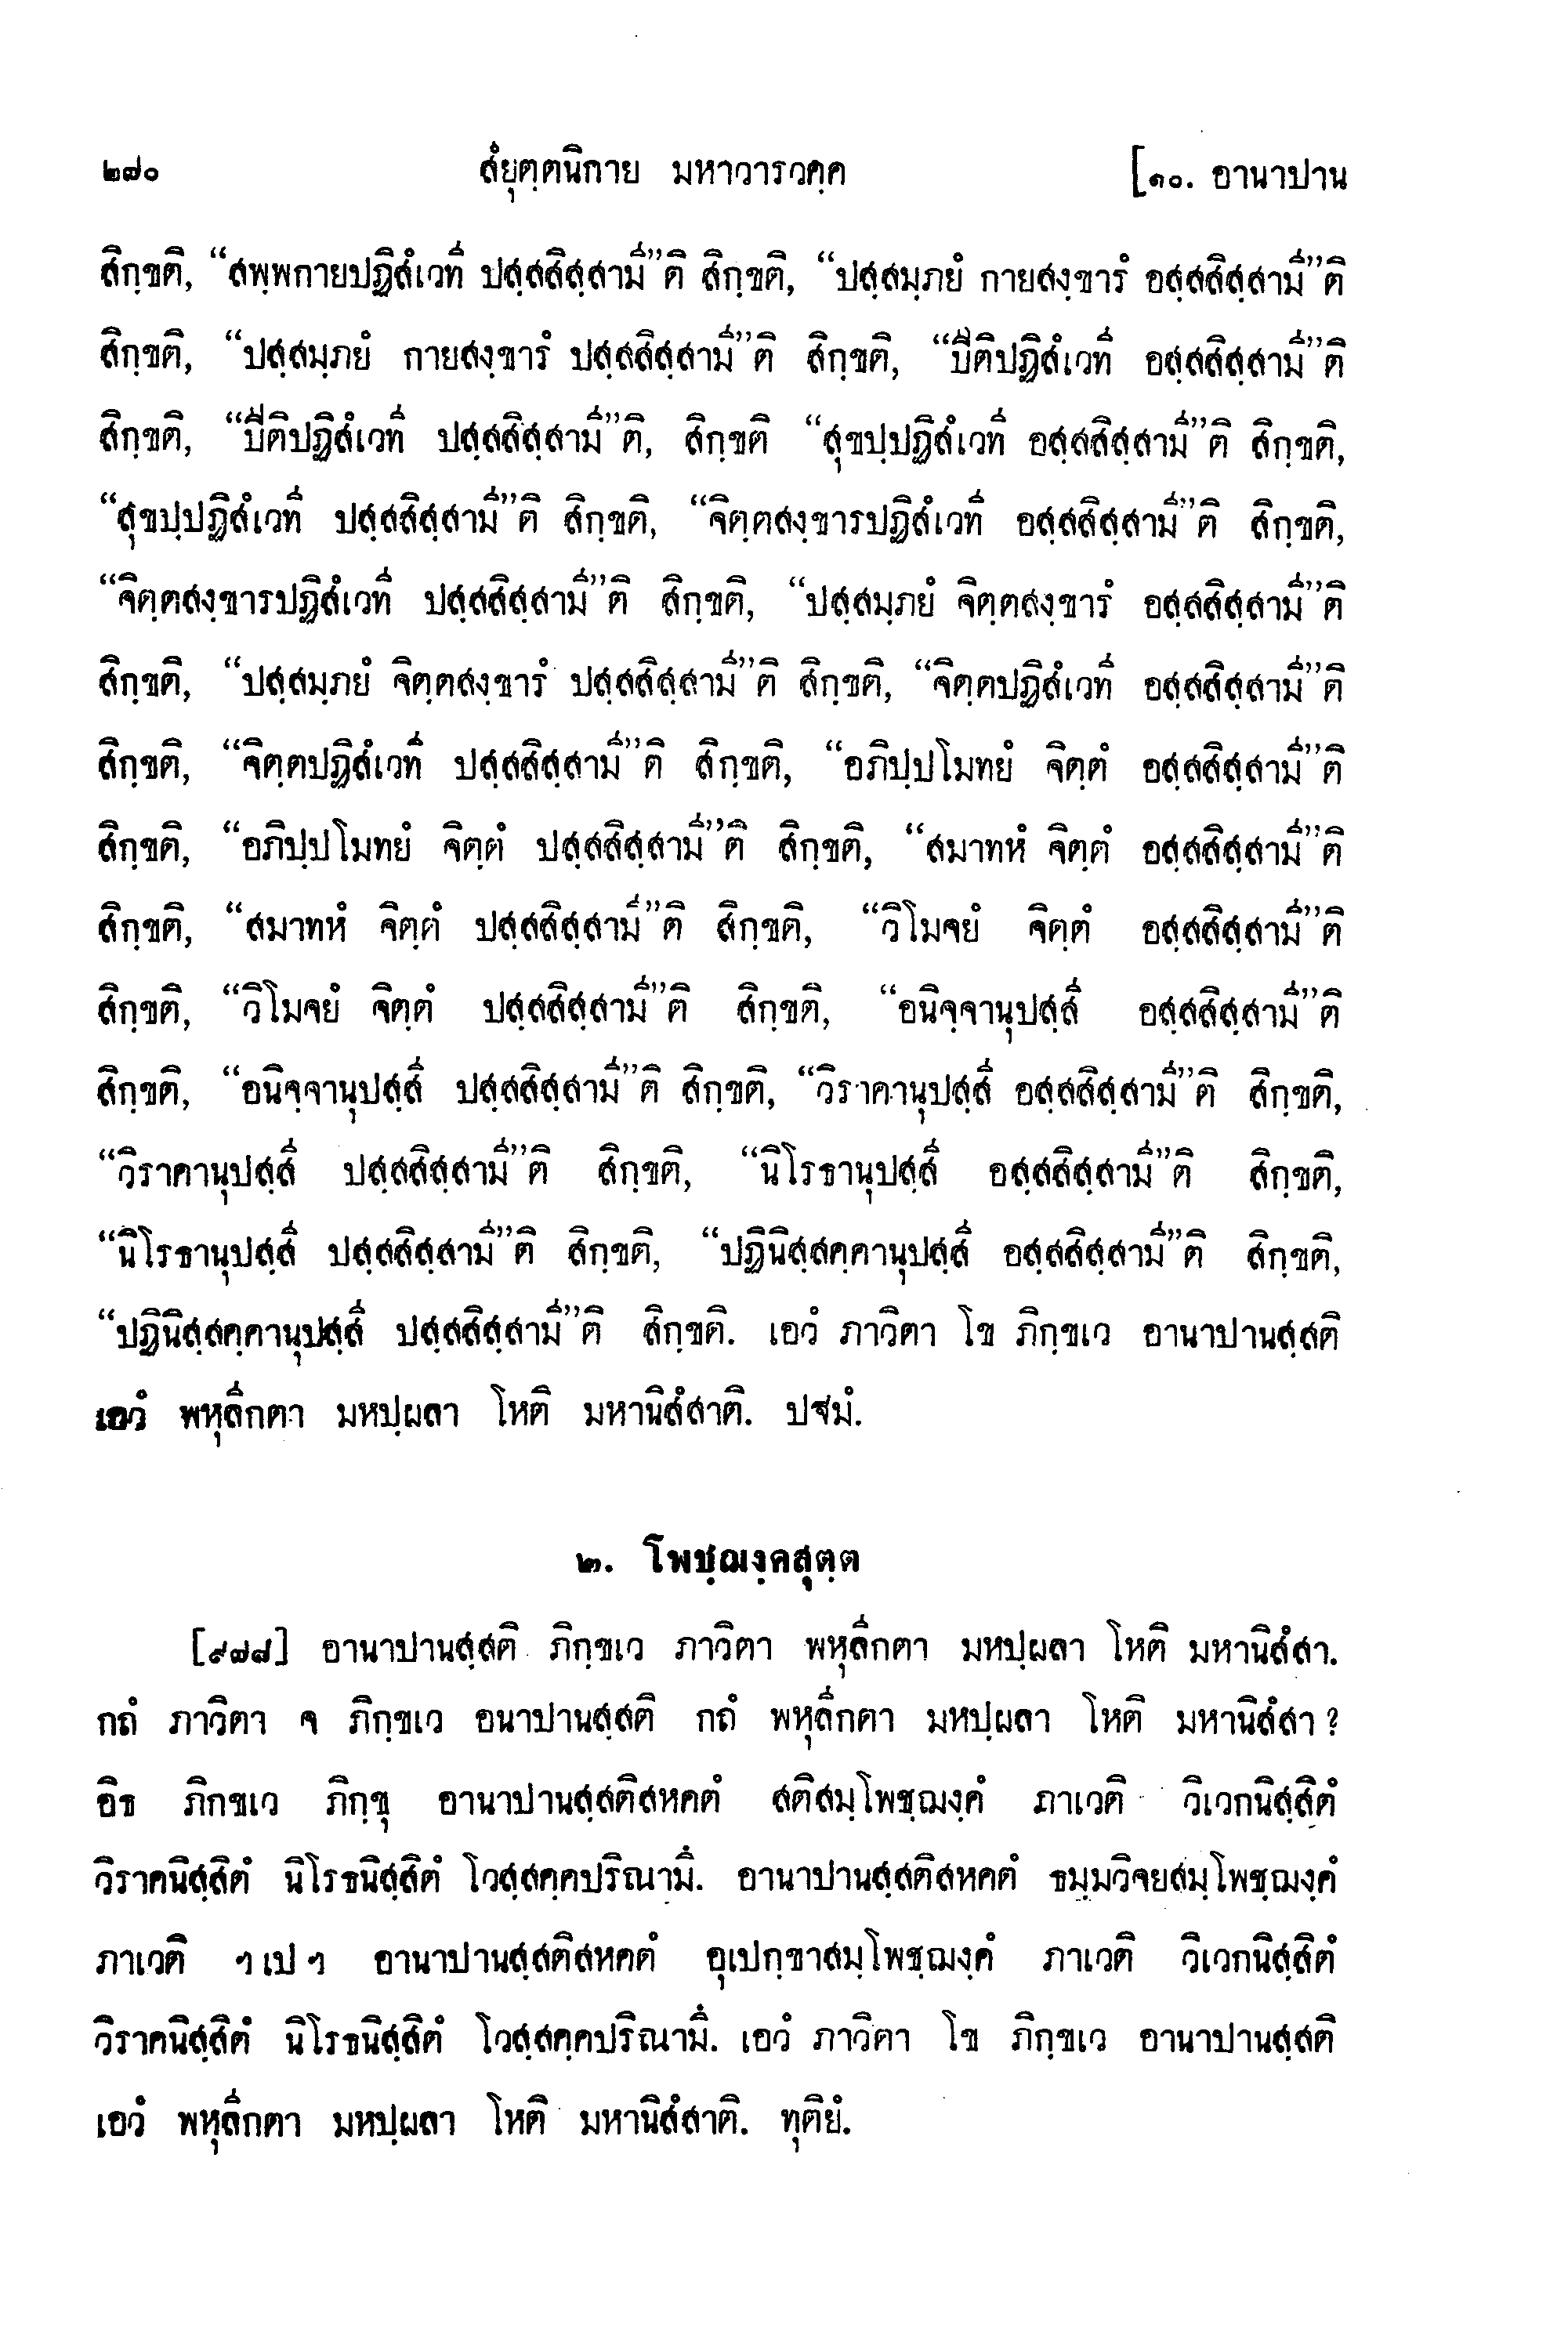 ๒๗๐ สํยุตฺตนิกาย มหาวารวคฺค [๑๐. อานาปาน
สิกฺขติ, “สพฺพกายปฏิสํเวที ปสฺสสิสฺสามี”ติ สิกฺขติ, “ปสฺสมฺภยํ กายสงฺขารํ อสฺสสิสฺสามี”ติ
สิกฺขติ, “ปสฺสมฺภยํ กายสงฺขารํ ปสฺสสิสฺสามี”ติ สิกฺขติ, “ปีติปฏิสํเวที อสฺสสิสฺสามี”ติ
สิกฺขติ, “ปีติปฏิสํเวที ปสฺสสิสฺสามี”ติ, สิกฺขติ “สุขปฺปฏิสํเวที อสฺสสิสฺสามี”ติ สิกฺขติ,
“สุขปฺปฏิสํเวที ปสฺสสิสฺสามี”ติ สิกฺขติ, “จิตฺตสงฺขารปฏิสํเวที อสฺสสิสฺสามี”ติ สิกฺขติ,
“จิตฺตสงฺขารปฏิสํเวที ปสฺสสิสฺสามี”ติ สิกฺขติ, “ปสฺสมฺภยํ จิตฺตสงฺขารํ อสฺสสิสฺสามี”ติ
สิกฺขติ, “ปสฺสมฺภยํ จิตฺตสงฺขารํ ปสฺสสิสฺสามี”ติ สิกฺขติ, “จิตฺตปฏิสํเวที อสฺสสิสฺสามี”ติ
สิกฺขติ, “จิตฺตปฏิสํเวที ปสฺสสิสฺสามี”ติ สิกฺขติ, “อภิปฺปโมทยํ จิตฺตํ อสฺสสิสฺสามี”ติ
สิกฺขติ, “อภิปฺปโมทยํ จิตฺตํ ปสฺสสิสฺสามี”ติ สิกฺขติ, “สมาทหํ จิตฺตํ อสฺสสิสฺสามี”ติ
สิกฺขติ, “สมาทหํ จิตฺตํ ปสฺสสิสฺสามี”ติ สิกฺขติ, “วิโมจยํ จิตฺตํ อสฺสสิสฺสามี”ติ
สิกฺขติ, “วิโมจยํ จิตฺตํ ปสฺสสิสฺสามี”ติ สิกฺขติ, “อนิจฺจานุปสฺสี อสฺสสิสฺสามี”ติ
สิกฺขติ, “อนิจฺจานุปสฺสี ปสฺสสิสฺสามี”ติ สิกฺขติ, “วิราคานุปสฺสี อสฺสสิสฺสามี”ติ สิกฺขติ,
“วิราคานุปสฺสี ปสฺสสิสฺสามี”ติ สิกฺขติ, “นิโรธานุปสฺสี อสฺสสิสฺสามี”ติ สิกฺขติ,
“นิโรธานุปสฺสี ปสฺสสิสฺสามี”ติ สิกฺขติ, “ปฏินิสฺสคฺคานุปสฺสี อสฺสสิสฺสามี”ติ สิกฺขติ,
“ปฏินิสฺสคฺคานุปสฺสี ปสฺสสิสฺสามี”ติ สิกฺขติ. เอวํ ภาวิตา โข ภิกฺขเว อานาปานสฺสติ
เอวํ พหุลีกตา มหปฺผลา โหติ มหานิสํสาติ. ปฐมํ.
๒. โพชฺฌงฺคสุตฺต
[๙๗๘] อานาปานสฺสติ ภิกฺขเว ภาวิตา พหุลีกตา มหปฺผลา โหติ มหานิสํสา.
กถํ ภาวิตา จ ภิกฺขเว อนาปานสฺสติ กถํ พหุลีกตา มหปฺผลา โหติ มหานิสํสา ?
อิธ ภิกขเว ภิกฺขุ อานาปานสฺสติสหคตํ สติสมฺโพชฺฌงฺคํ ภาเวติ วิเวกนิสฺสิตํ
วิราคนิสฺสิตํ นิโรธนิสฺสิตํ โวสฺสคฺคปริณามึ. อานาปานสฺสติสหคตํ ธมฺมวิจยสมฺโพชฺฌงฺคํ
ภาเวติ ฯ เป ฯ อานาปานสฺสติสหคตํ อุเปกฺขาสมฺโพชฺฌงฺคํ ภาเวติ วิเวกนิสฺสิตํ
วิราคนิสฺสิตํ นิโรธนิสฺสิตํ โวสฺสคฺคปริณามึ. เอวํ ภาวิตา โข ภิกฺขเว อานาปานสฺสติ
เอวํ พหุลีกตา มหปฺผลา โหติ มหานิสํสาติ. ทุติยํ.